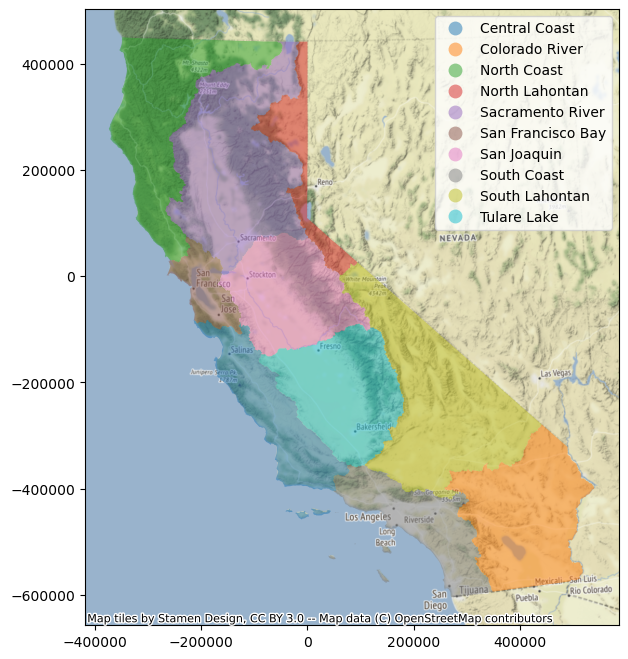 Central Coast
Colorado River
North Coast
North Lahontan
Sacramento River
San Francisco Bay
San Joaquin
South Coast
South Lahontan
Tulare Lake
400000
200000
0
−200000
−400000
−600000
Reno
NEVADA
Sacramento
Stockton
San
Francisco
San
Jose
Salinas
Fresno
Las Vegas
Bakersfield
Los Angeles
Riverside
Long
Beach
San
Diego
Tijuana
Mexicali
San Luis
Rio Colorado
Puebla
Map tiles by Stamen Design, CC BY 3.0 -- Map data (C) OpenStreetMap contributors
−400000
−200000
0
200000
400000